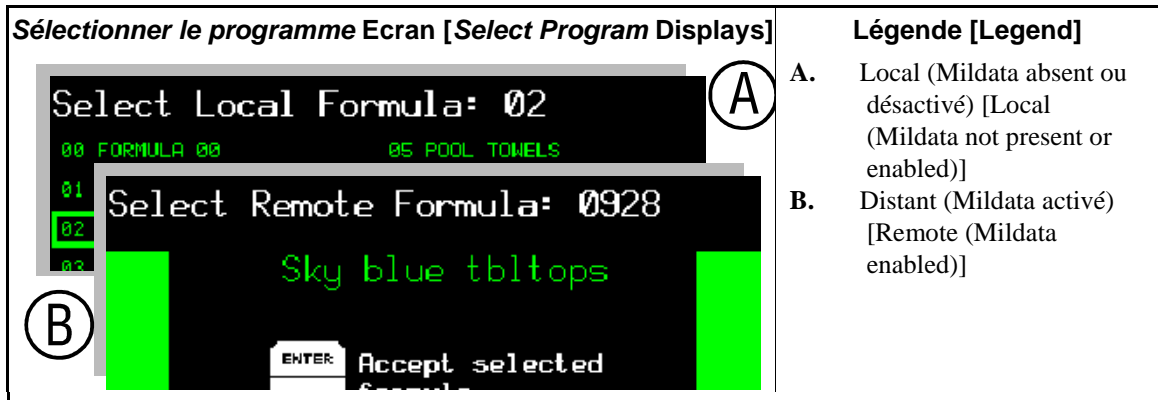 Sélectionner le programme Ecran [Select Program Displays]
Légende [Legend]
A
Select Local Formula: 02
00 FORMULA 00 05 POOL TOWELS
01
02
03
B
Select Remote Formula: 0928
Sky blue tbltops
ENTER Accept selected
A. Local (Mildata absent ou
désactivé) [Local
(Mildata not present or
enabled)]
B. Distant (Mildata activé)
[Remote (Mildata
enabled)]